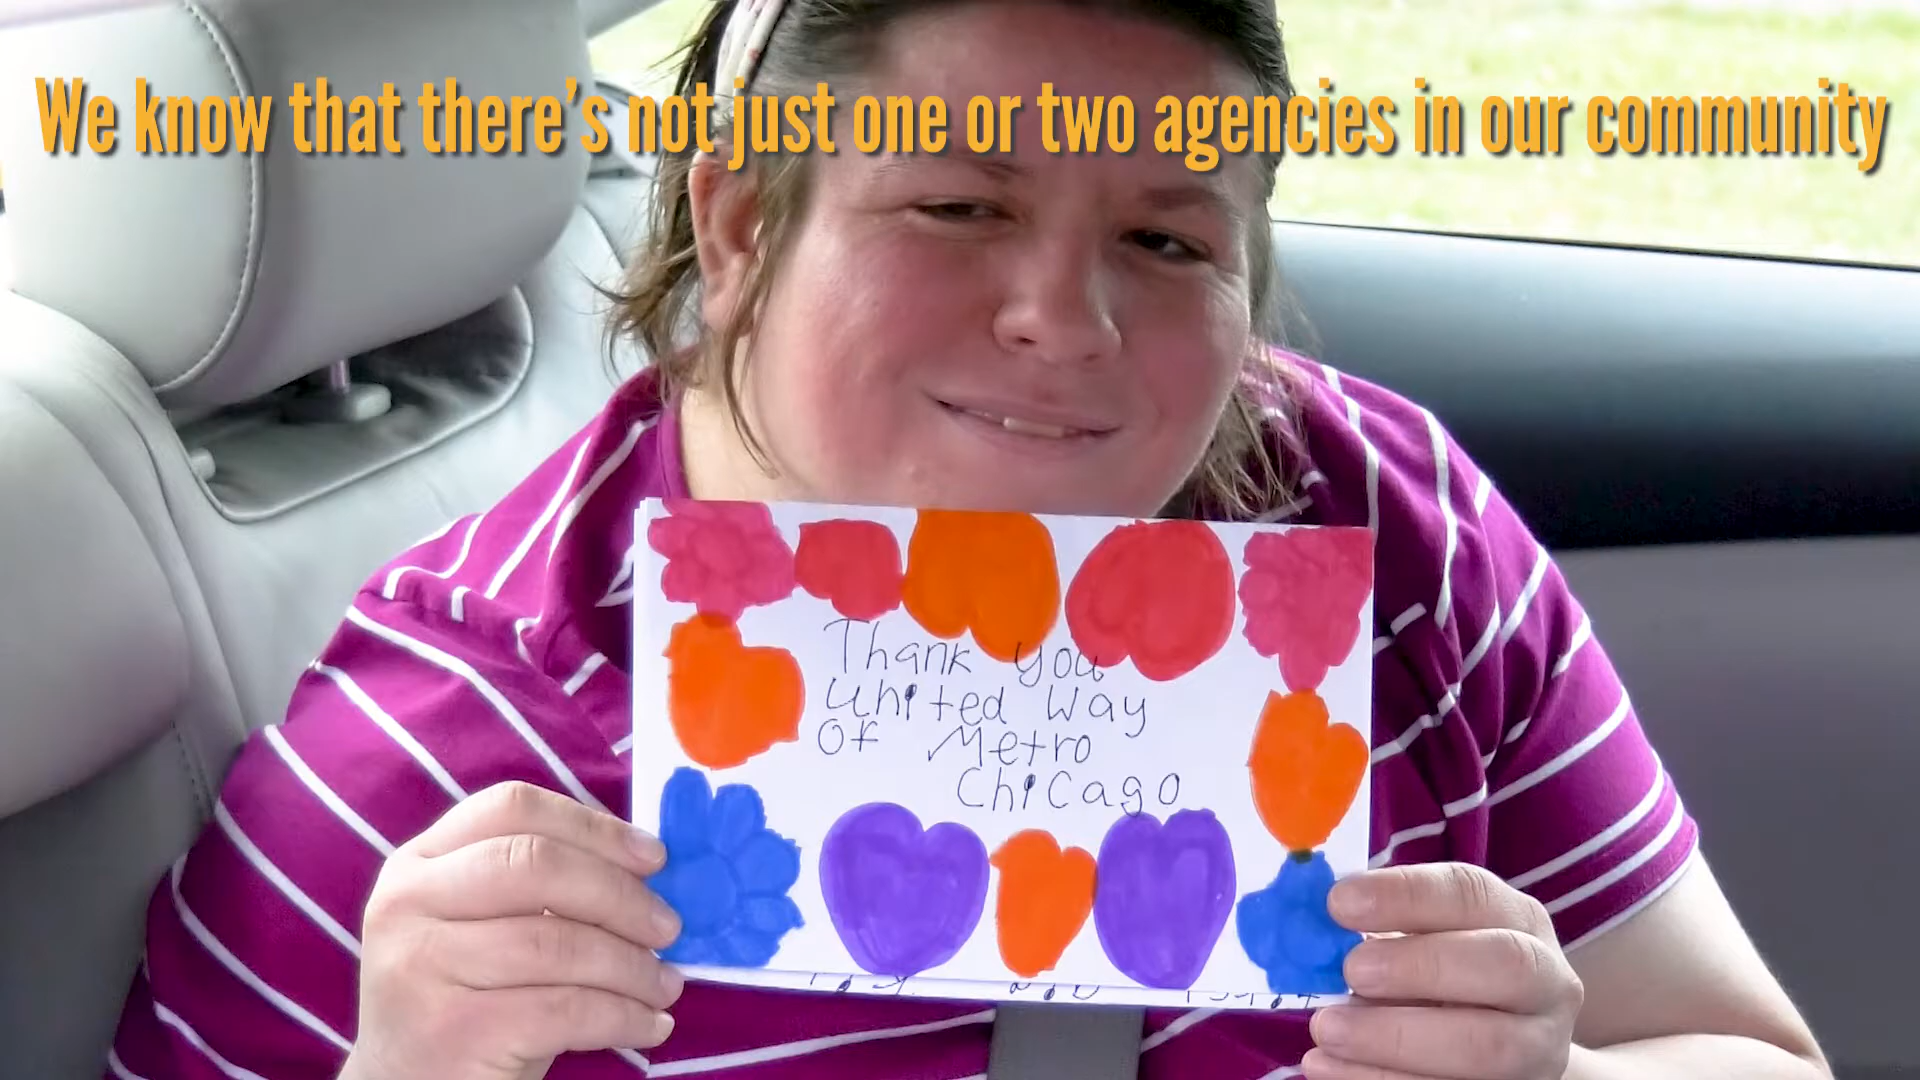 We know that there's not just one or two agencies in our community
Thank you
United Way
Of Metro
Chicago